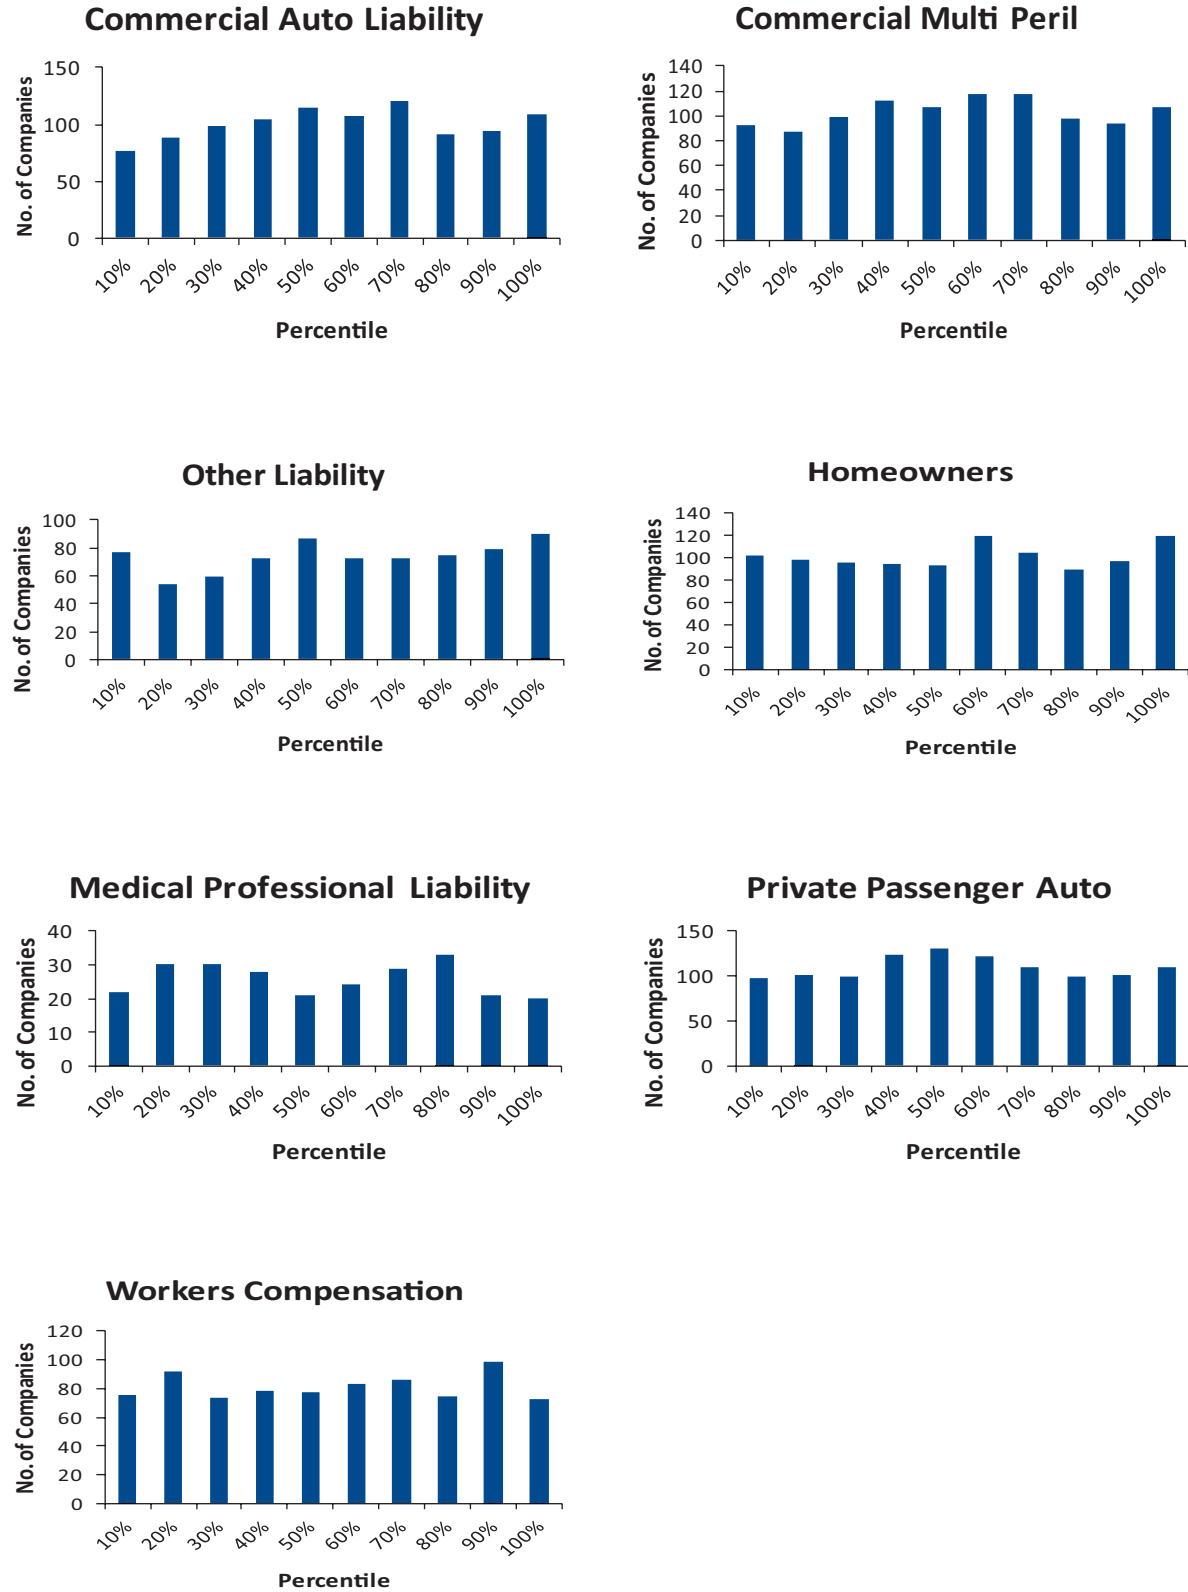 Commercial Auto Liability
No. of Companies
150
100
50
0
10% 20% 30% 40% 50% 60% 70% 80% 90% 100%
Percentile
Commercial Multi Peril
No. of Companies
140
120
100
80
60
40
20
0
10% 20% 30% 40% 50% 60% 70% 80% 90% 100%
Percentile
Other Liability
No. of Companies
100
80
60
40
20
0
10% 20% 30% 40% 50% 60% 70% 80% 90% 100%
Percentile
Homeowners
No. of Companies
140
120
100
80
60
40
20
0
10% 20% 30% 40% 50% 60% 70% 80% 90% 100%
Percentile
Medical Professional Liability
No. of Companies
40
30
20
10
0
10% 20% 30% 40% 50% 60% 70% 80% 90% 100%
Percentile
Private Passenger Auto
No. of Companies
150
100
50
0
10% 20% 30% 40% 50% 60% 70% 80% 90% 100%
Percentile
Workers Compensation
No. of Companies
120
100
80
60
40
20
0
10% 20% 30% 40% 50% 60% 70% 80% 90% 100%
Percentile